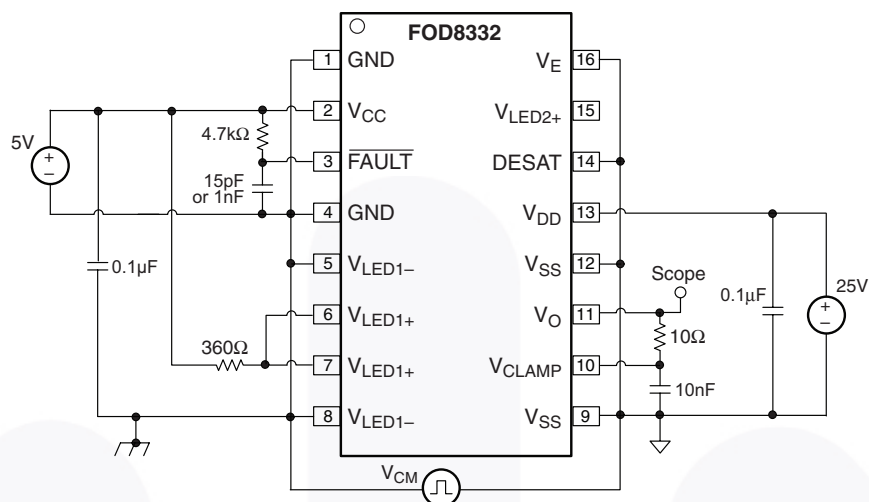 FOD8332
1 GND
2 VCC
3 FAULT
4 GND
5 VLED1–
6 VLED1+
7 VLED1+
8 VLED1–
VE 16
VLED2+ 15
DESAT 14
VDD 13
VSS 12
VO 11
VCLAMP 10
VSS 9
5V
+
–
4.7kΩ
15pF
or 1nF
0.1µF
360Ω
Scope
10Ω
10nF
0.1µF
25V
+
–
VCM